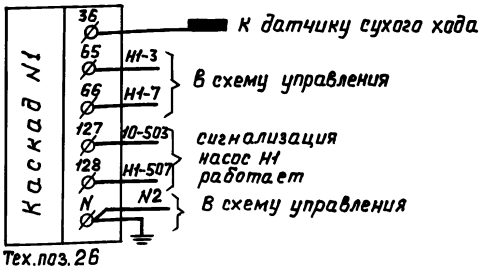 36
К датчику сухого хода
65
Н1-3
66
Н1-7
В схему управления
127
10-503
128
Н1-507
сигнализация
насос Н1
работает
N
N2
В схему управления
Каскад N1
Тех.поз.26